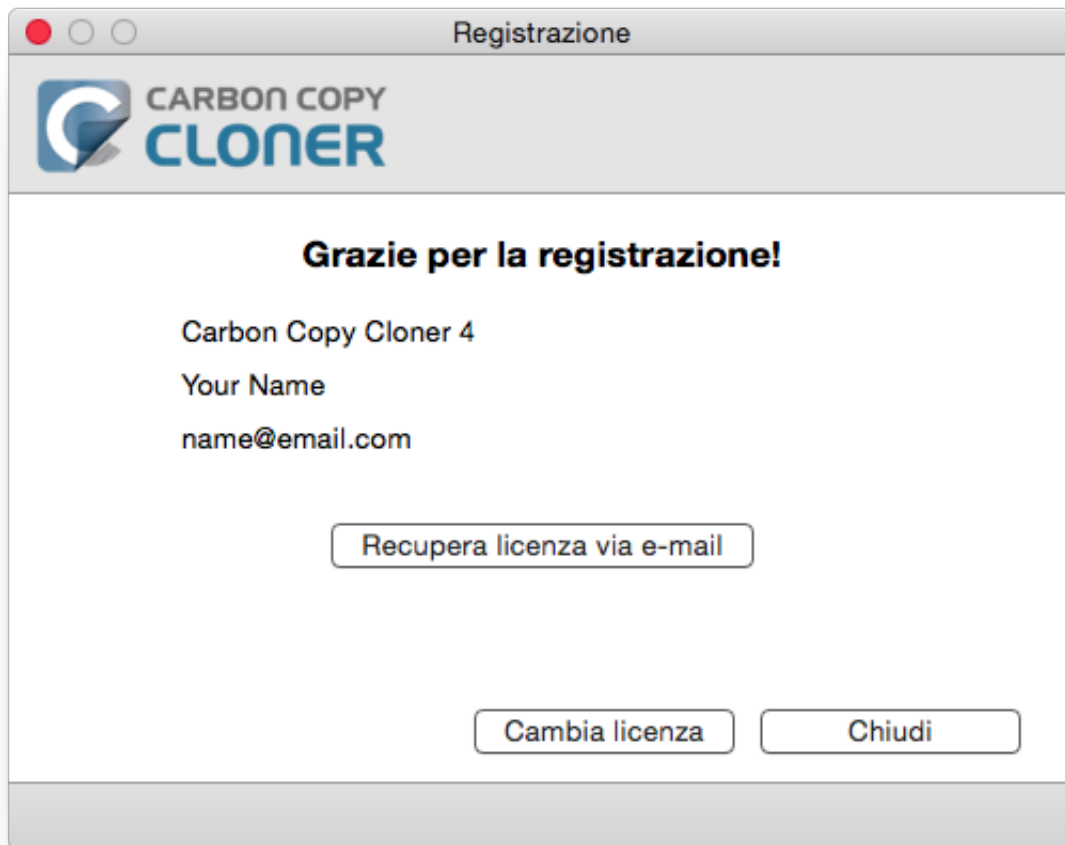 Registrazione
CARBON COPY
CLONER
Grazie per la registrazione!
Carbon Copy Cloner 4
Your Name
name@email.com
Recupera licenza via e-mail
Cambia licenza
Chiudi